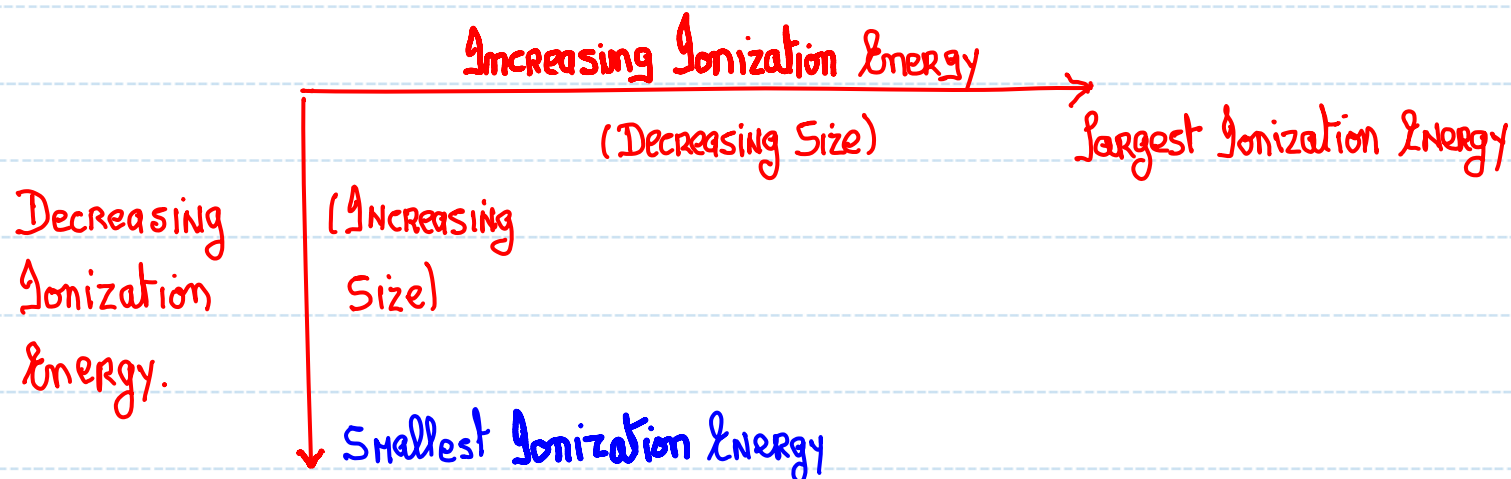 Increasing Ionization Energy
(Decreasing Size)
Largest Ionization Energy
Decreasing
Ionization
Energy.
(Increasing
Size)
Smallest Ionization Energy